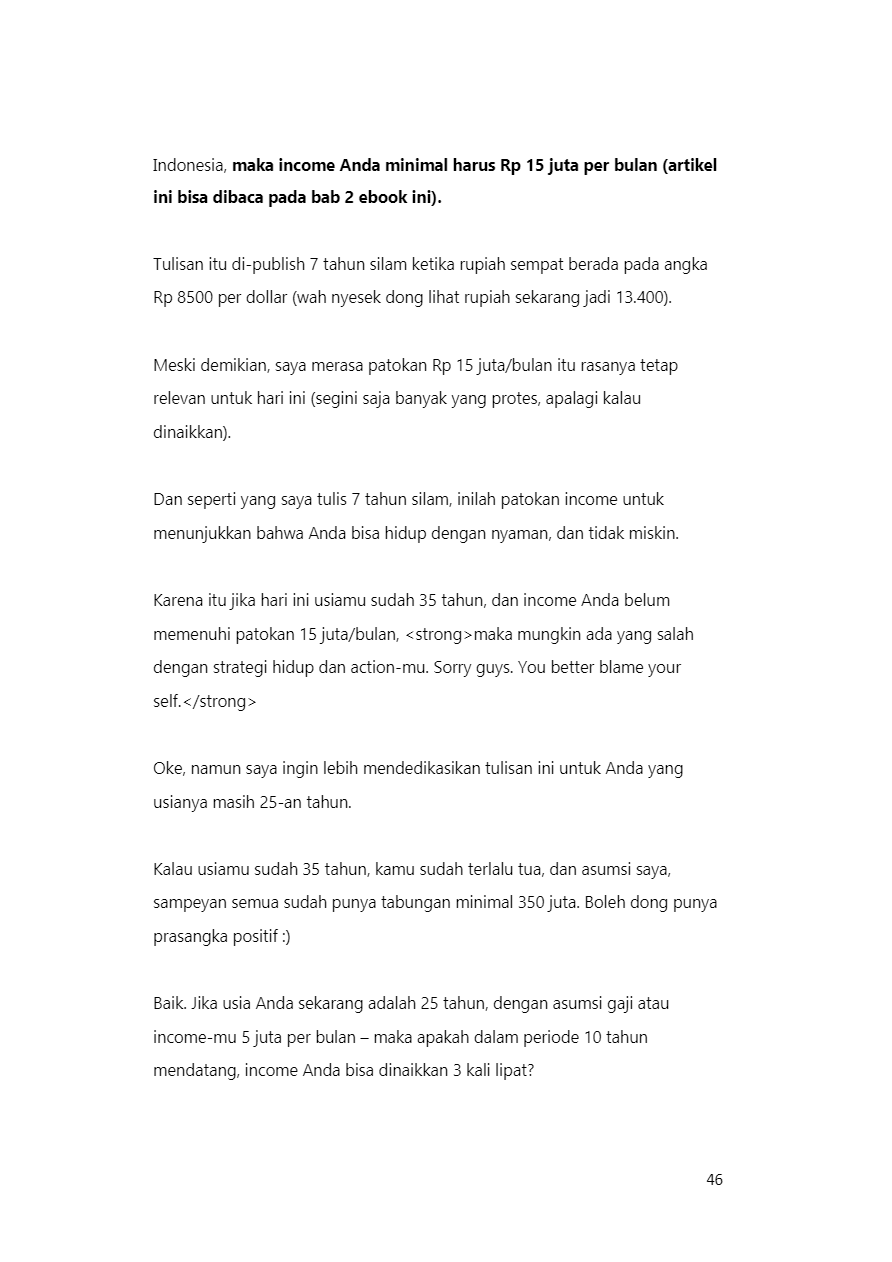 Indonesia, maka income Anda minimal harus Rp 15 juta per bulan (artikel
ini bisa dibaca pada bab 2 ebook ini).
Tulisan itu di-publish 7 tahun silam ketika rupiah sempat berada pada angka
Rp 8500 per dollar (wah nyesek dong lihat rupiah sekarang jadi 13.400).
Meski demikian, saya merasa patokan Rp 15 juta/bulan itu rasanya tetap
relevan untuk hari ini (segini saja banyak yang protes, apalagi kalau
dinaikkan).
Dan seperti yang saya tulis 7 tahun silam, inilah patokan income untuk
menunjukkan bahwa Anda bisa hidup dengan nyaman, dan tidak miskin.
Karena itu jika hari ini usiamu sudah 35 tahun, dan income Anda belum
memenuhi patokan 15 juta/bulan, <strong>maka mungkin ada yang salah
dengan strategi hidup dan action-mu. Sorry guys. You better blame your
self.</strong>
Oke, namun saya ingin lebih mendedikasikan tulisan ini untuk Anda yang
usianya masih 25-an tahun.
Kalau usiamu sudah 35 tahun, kamu sudah terlalu tua, dan asumsi saya,
sampeyan semua sudah punya tabungan minimal 350 juta. Boleh dong punya
prasangka positif :)
Baik. Jika usia Anda sekarang adalah 25 tahun, dengan asumsi gaji atau
income-mu 5 juta per bulan – maka apakah dalam periode 10 tahun
mendatang, income Anda bisa dinaikkan 3 kali lipat?
46